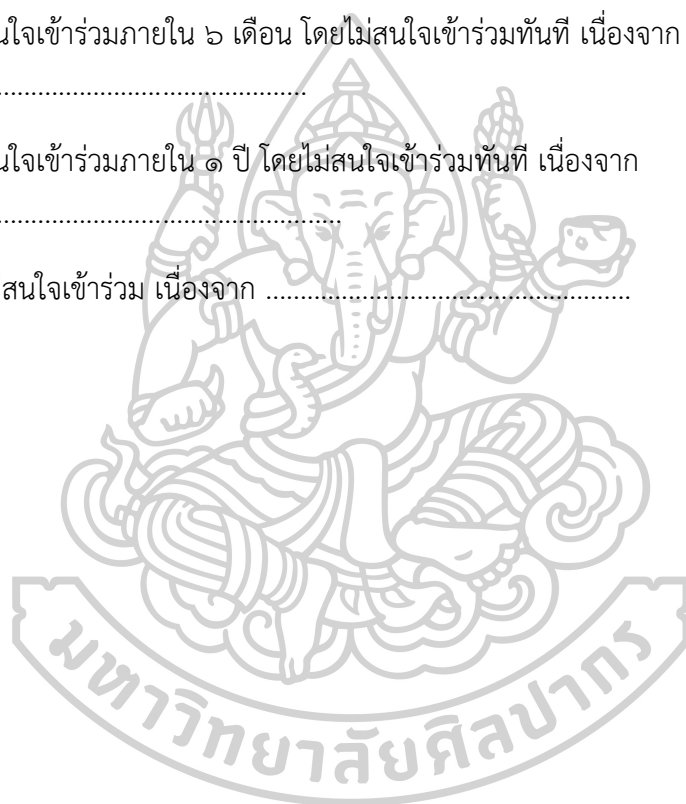 นใจเข้าร่วมภายใน ๖ เดือน โดยไม่สนใจเข้าร่วมทันที เนื่องจาก
.............................................
นใจเข้าร่วมภายใน ๑ ปี โดยไม่สนใจเข้าร่วมทันที เนื่องจาก
..................................................
สนใจเข้าร่วม เนื่องจาก .....................................................
มหาวิทยาลัยศิลปากร